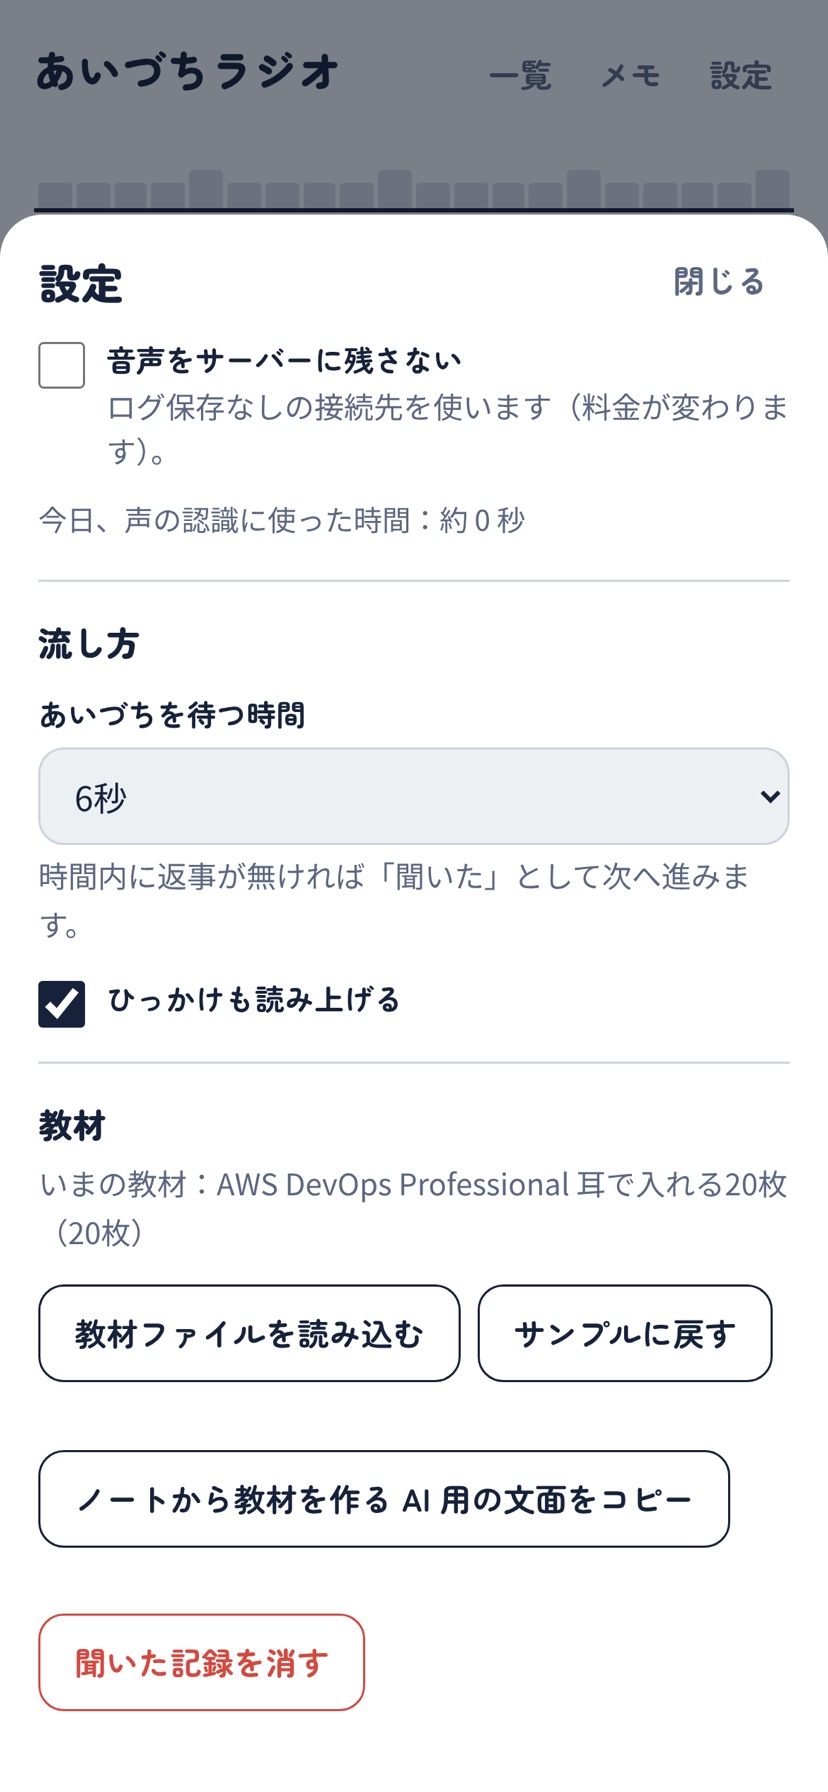 あいづちラジオ
一覧 メモ 設定
設定
閉じる
音声をサーバーに残さない
ログ保存なしの接続先を使います（料金が変わりま
す）。
今日、声の認識に使った時間：約 0 秒
流し方
あいづちを待つ時間
6秒
時間内に返事が無ければ「聞いた」として次へ進みま
す。
ひっかけも読み上げる
教材
いまの教材：AWS DevOps Professional 耳で入れる20枚
（20枚）
教材ファイルを読み込む
サンプルに戻す
ノートから教材を作る AI 用の文面をコピー
聞いた記録を消す